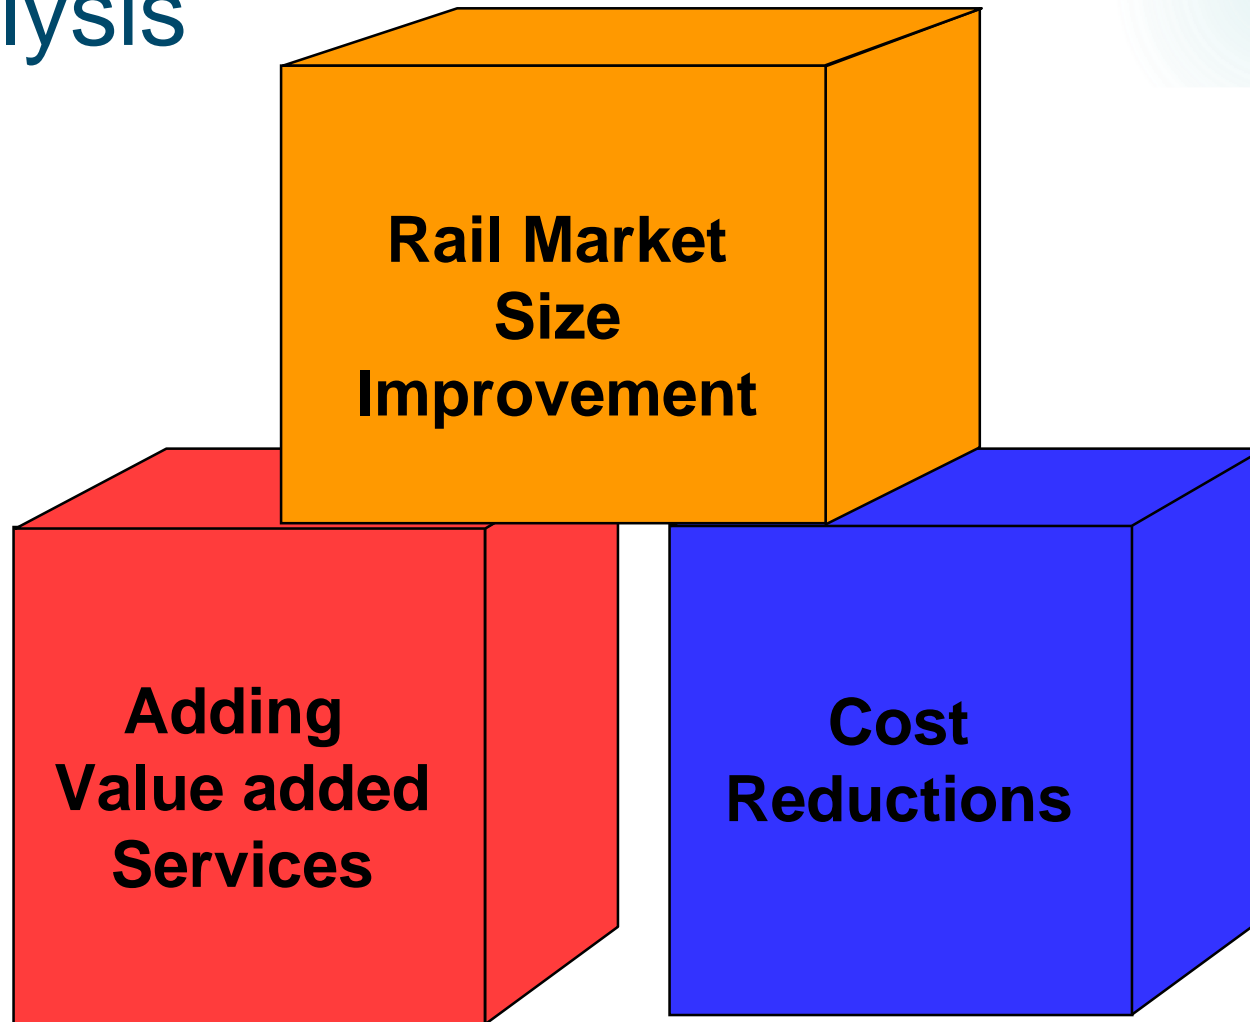 lysis
Rail Market
Size
Improvement
Adding
Value added
Services
Cost
Reductions